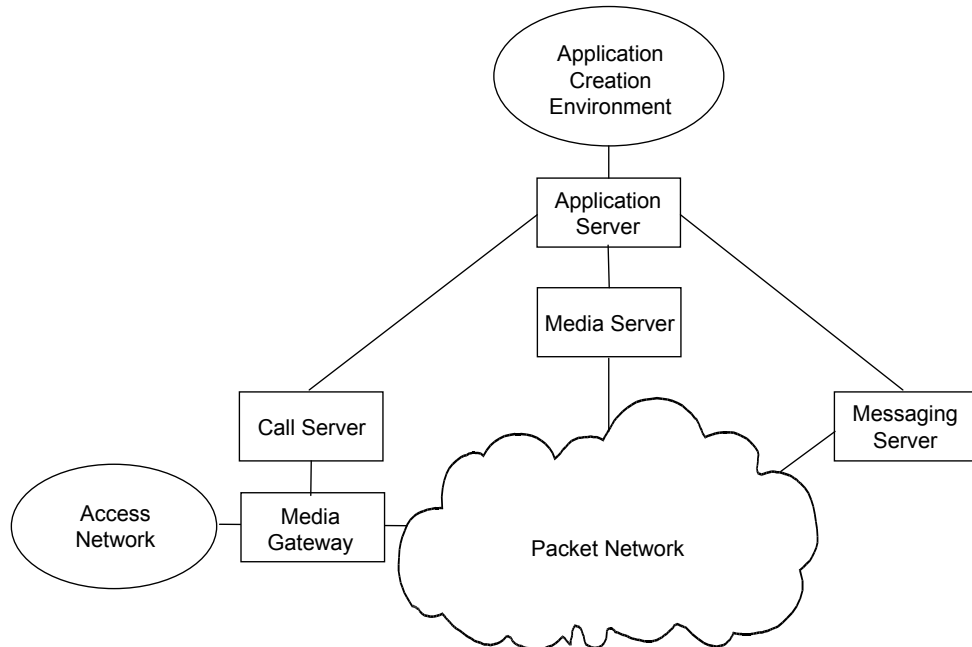 Application
Creation
Environment
Application
Server
Media Server
Call Server
Messaging
Server
Access
Network
Media
Gateway
Packet Network